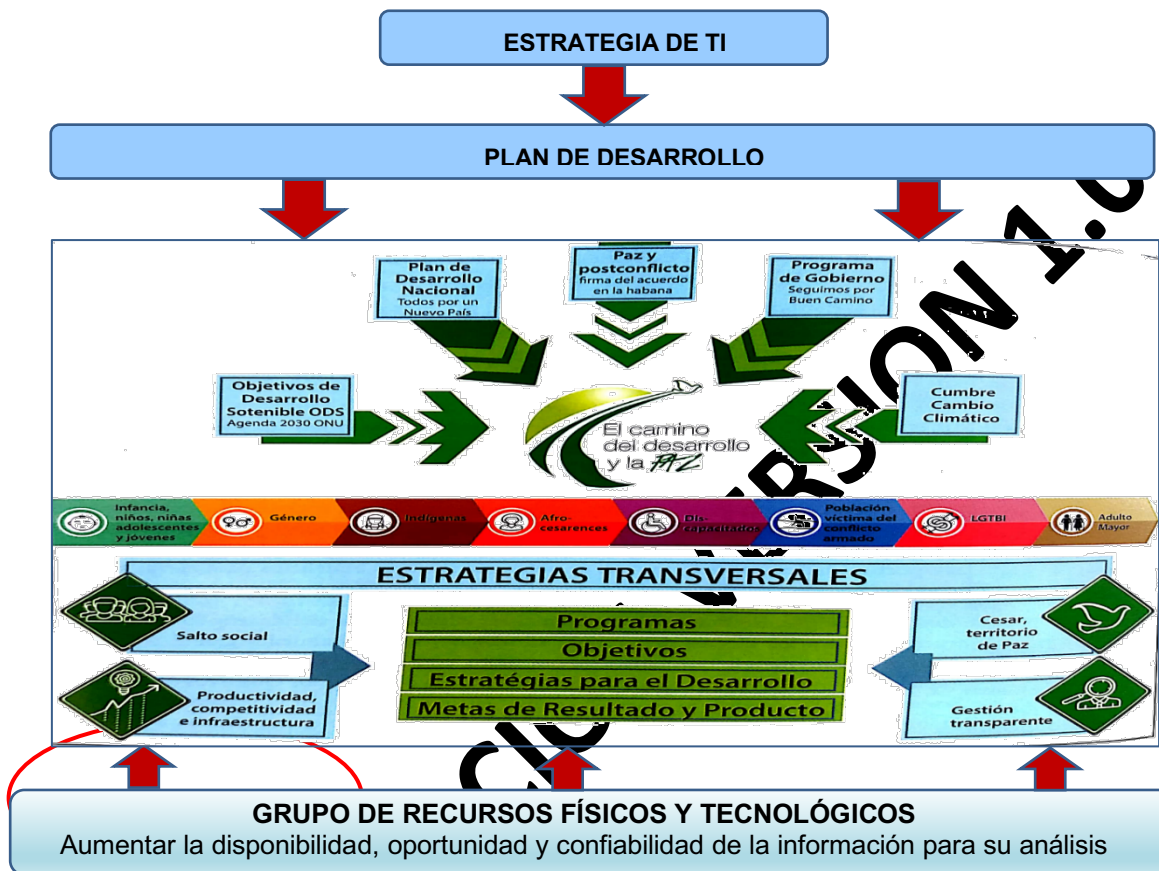 ESTRATEGIA DE TI
PLAN DE DESARROLLO
Plan de
Desarrollo
Nacional
Todos por un
Nuevo País
Paz y
postconflicto
firma del acuerdo
en la habana
Programa
de Gobierno
Seguimos por
Buen Camino
Objetivos de
Desarrollo
Sotenible ODS
Agenda 2030 ONU
Cumbre
Cambio
Climático
El camino
del desarrollo
y la PAZ
Infancia,
niños, niñas
adolescentes
y jóvenes
Género
Indígenas
Afro-
cesarences
Dis-
capacitados
Población
víctima del
conflicto
armado
LGTBI
Adulto
Mayor
ESTRATEGIAS TRANSVERSALES
Salto social
Productividad,
competitividad
e infraestructura
Programas
Objetivos
Estratégias para el Desarrollo
Metas de Resultado y Producto
Cesar,
territorio
de Paz
Gestión
transparente
GRUPO DE RECURSOS FÍSICOS Y TECNOLÓGICOS
Aumentar la disponibilidad, oportunidad y confiabilidad de la información para su análisis